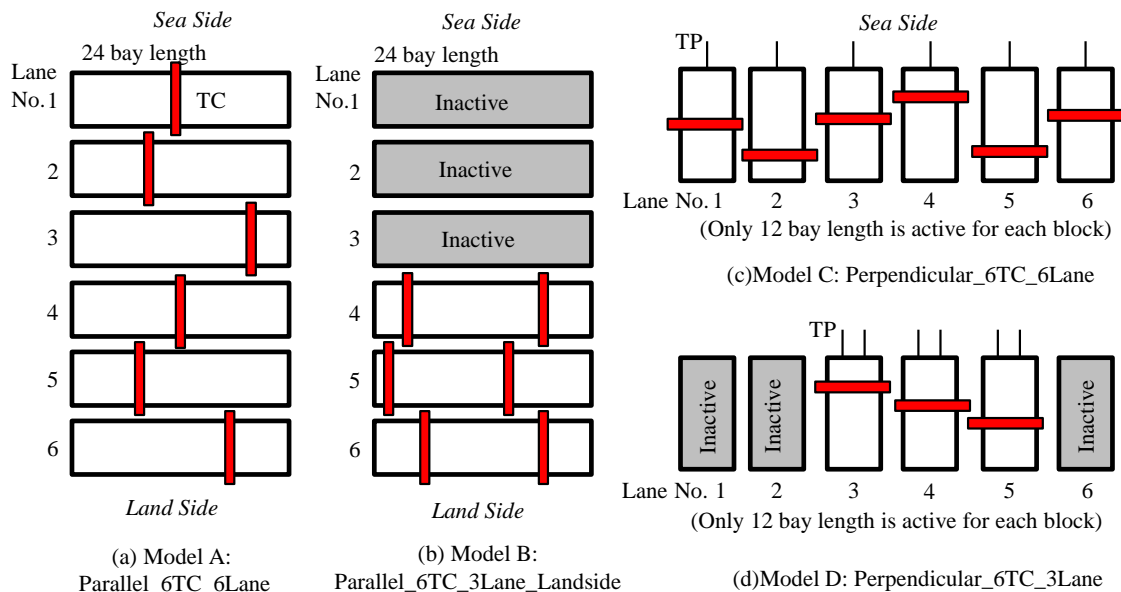 Sea Side
24 bay length
Lane
No.1
TC
2
3
4
5
6
Land Side
(a) Model A:
Parallel_6TC_6Lane
Sea Side
24 bay length
Lane
No.1
Inactive
2
Inactive
3
Inactive
4
5
6
Land Side
(b) Model B:
Parallel_6TC_3Lane_Landside
Sea Side
TP
Lane No. 1 2 3 4 5 6
(Only 12 bay length is active for each block)
(c)Model C: Perpendicular_6TC_6Lane
TP
Inactive
Inactive
Inactive
Lane No. 1 2 3 4 5 6
(Only 12 bay length is active for each block)
(d)Model D: Perpendicular_6TC_3Lane